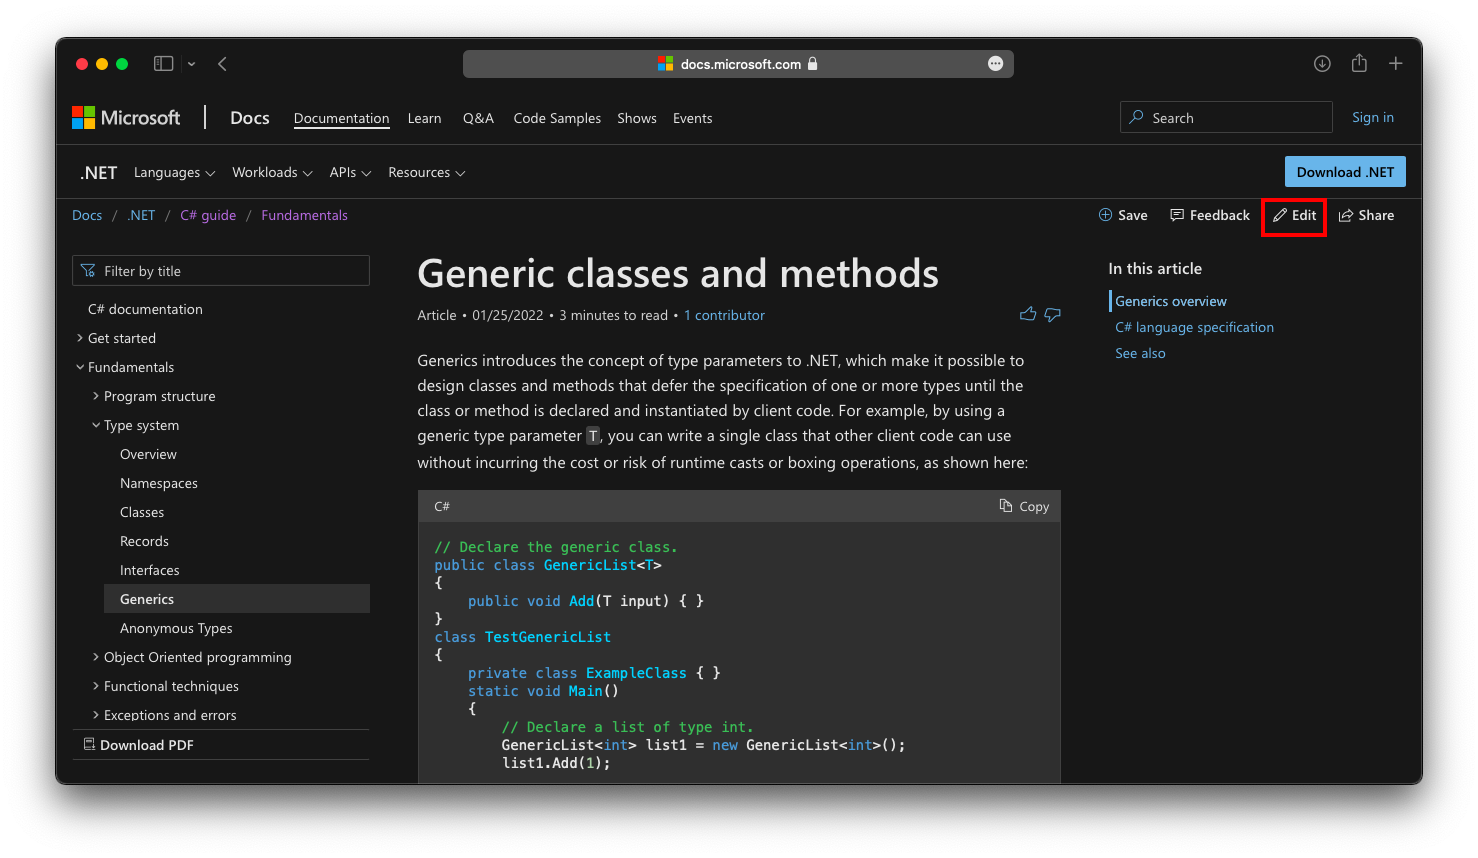 docs.microsoft.com
Microsoft
Docs
Documentation
Learn
Q&A
Code Samples
Shows
Events
Search
Sign in
.NET
Languages
Workloads
APIs
Resources
Download .NET
Docs / .NET / C# guide / Fundamentals
Save
Feedback
Edit
Share
Filter by title
C# documentation
Get started
Fundamentals
Program structure
Type system
Overview
Namespaces
Classes
Records
Interfaces
Generics
Anonymous Types
Object Oriented programming
Functional techniques
Exceptions and errors
Download PDF
Generic classes and methods
Article • 01/25/2022 • 3 minutes to read • 1 contributor
Generics introduces the concept of type parameters to .NET, which make it possible to
design classes and methods that defer the specification of one or more types until the
class or method is declared and instantiated by client code. For example, by using a
generic type parameter T, you can write a single class that other client code can use
without incurring the cost or risk of runtime casts or boxing operations, as shown here:
C#
Copy
// Declare the generic class.
public class GenericList<T>
{
    public void Add(T input) { }
}
class TestGenericList
{
    private class ExampleClass { }
    static void Main()
    {
        // Declare a list of type int.
        GenericList<int> list1 = new GenericList<int>();
        list1.Add(1);
In this article
Generics overview
C# language specification
See also